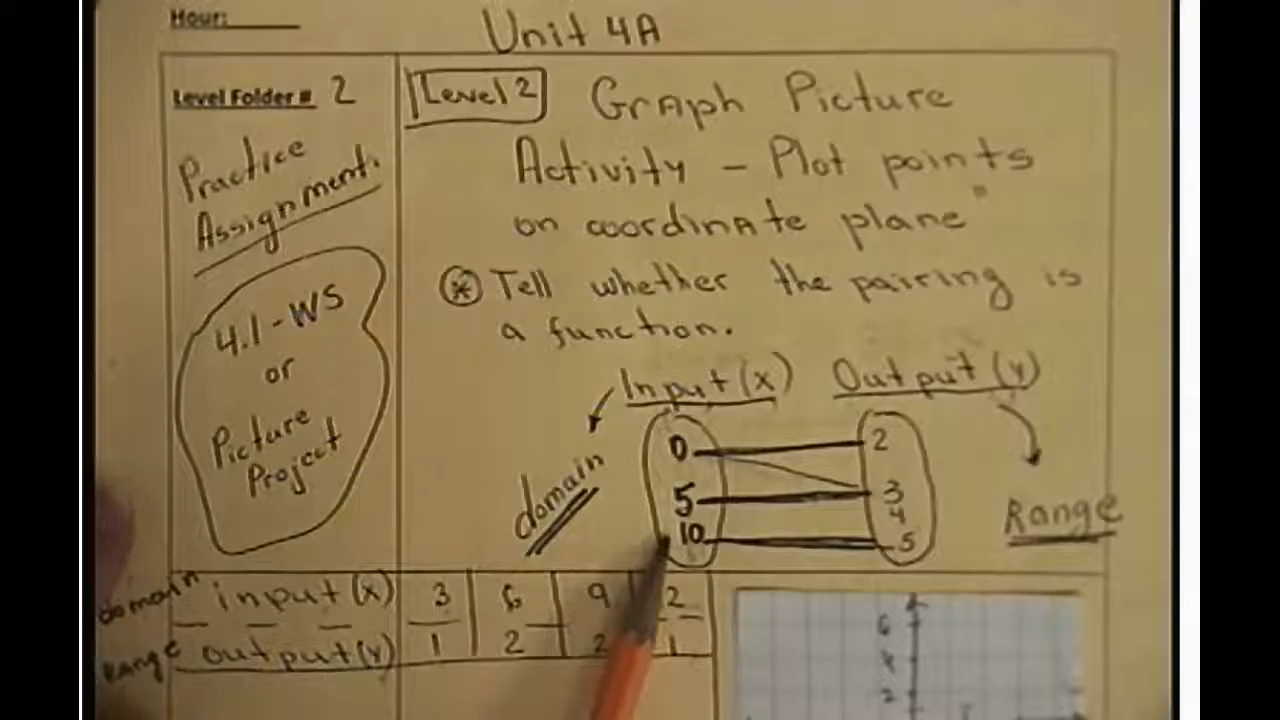 Hour:
Unit 4A
Level Folder # 2
Level 2 Graph Picture
Activity - Plot points
on coordinate plane"
Practice
Assignment.
4.1-WS
or
Picture
Project
* Tell whether the pairing is
a function.
Input (x) Output (y)
0 2
5 3
4
10 5
domain
Range
domain input (x) 3 6 9 12
Range output (y) 1 2 2 1
6
4
2